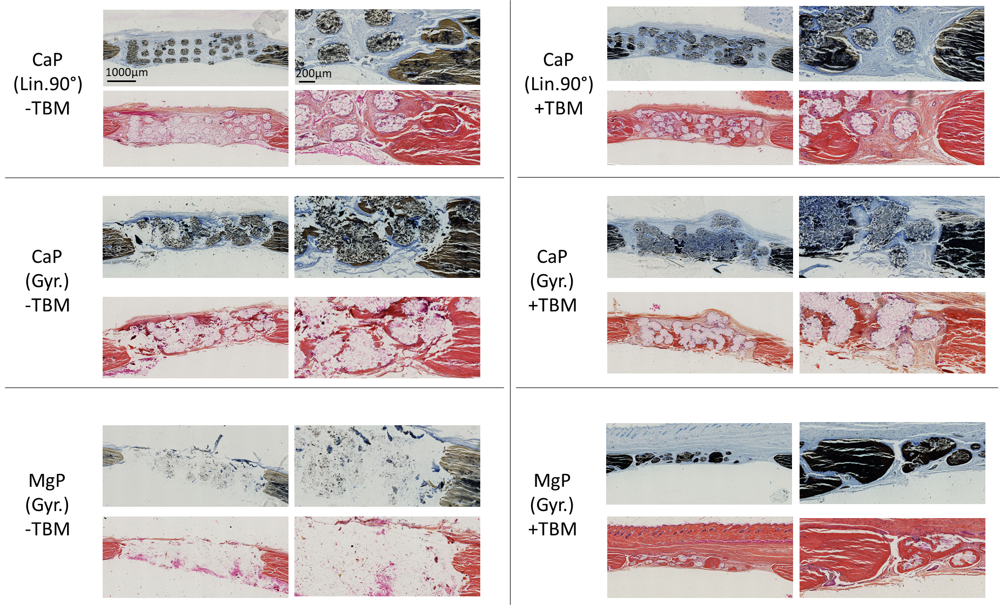 CaP
(Lin.90°)
-TBM
1000µm
200µm
CaP
(Lin.90°)
+TBM
CaP
(Gyr.)
-TBM
CaP
(Gyr.)
+TBM
MgP
(Gyr.)
-TBM
MgP
(Gyr.)
+TBM